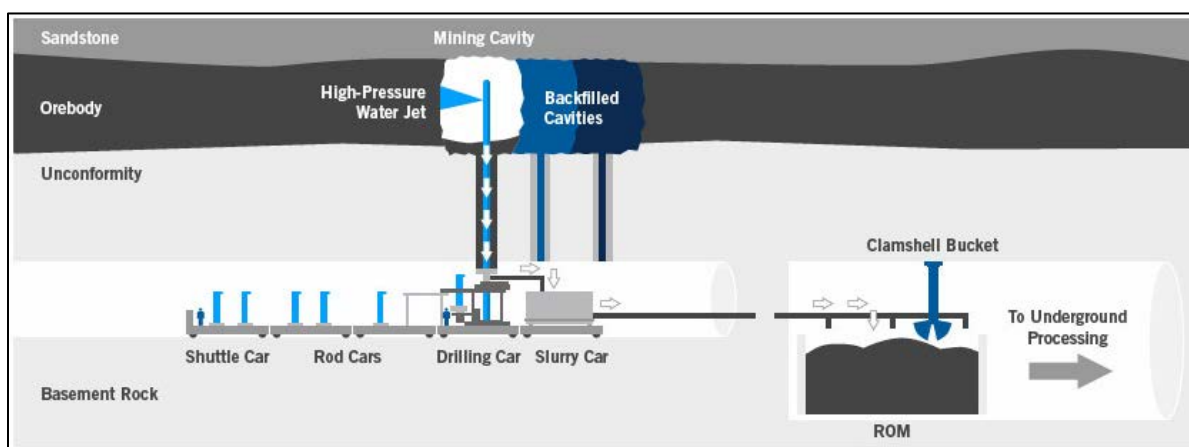 Sandstone
Mining Cavity
High-Pressure
Water Jet
Backfilled
Cavities
Orebody
Unconformity
Clamshell Bucket
To Underground
Processing
Shuttle Car
Rod Cars
Drilling Car
Slurry Car
Basement Rock
ROM